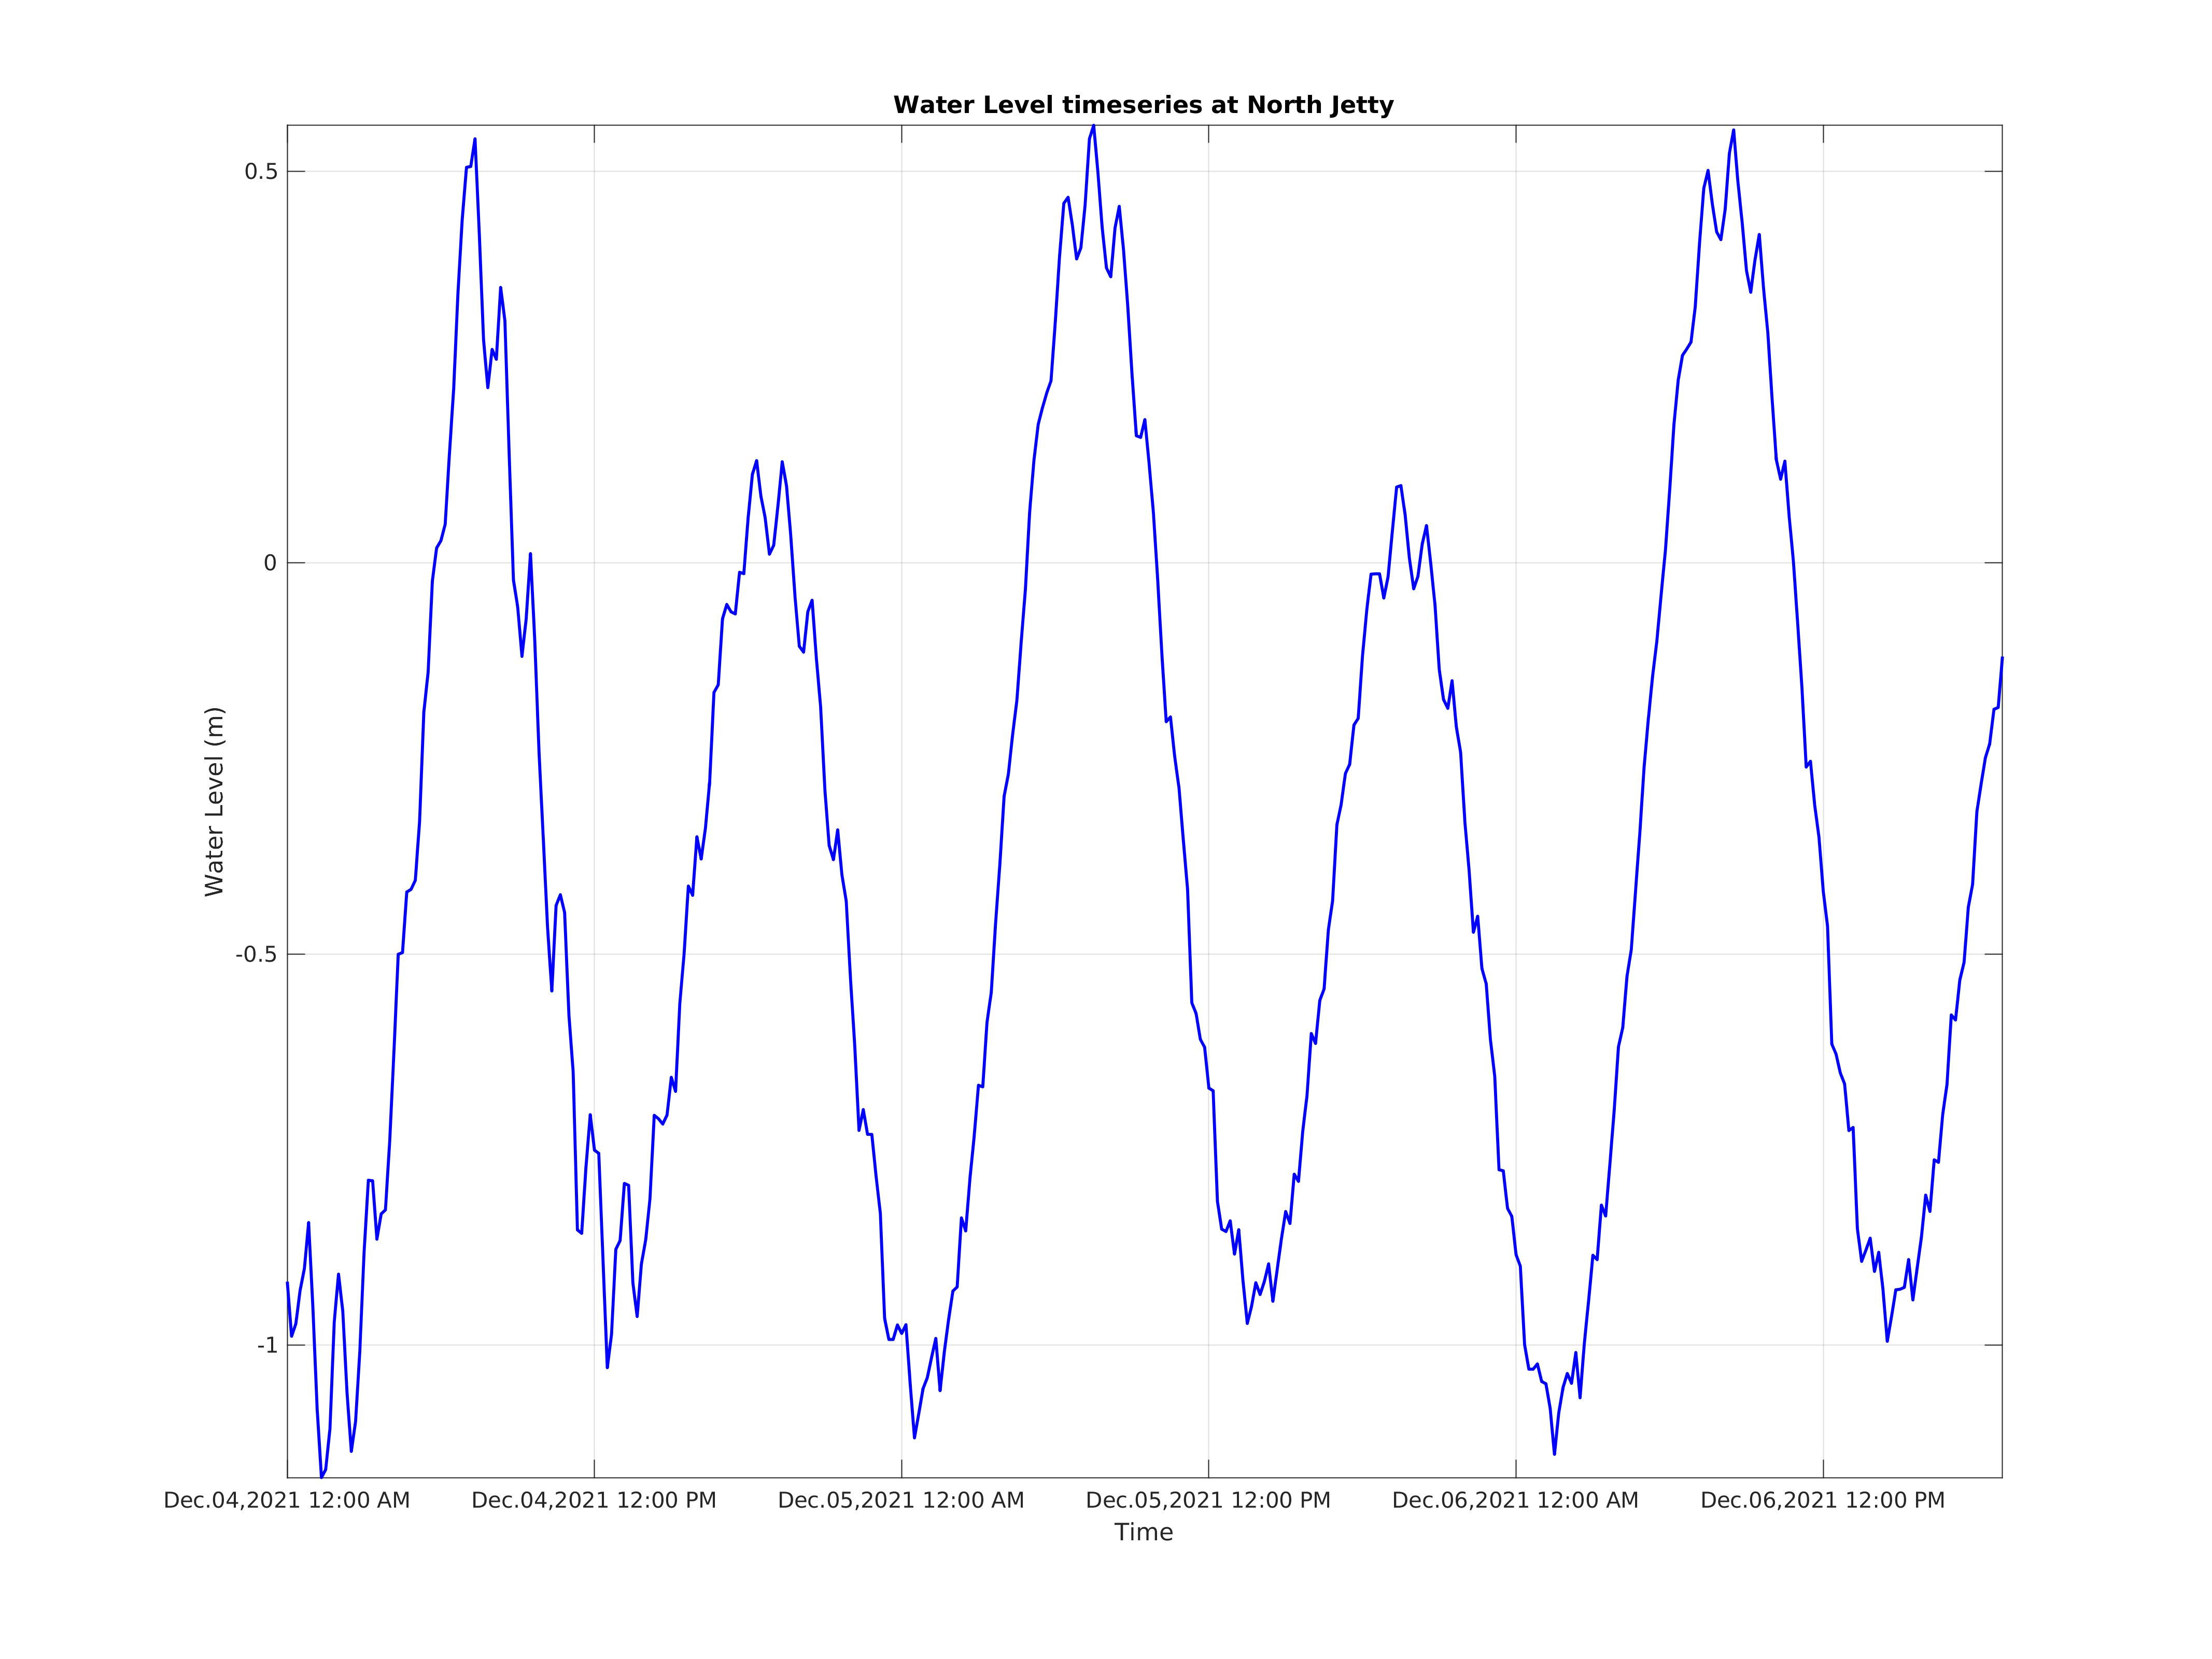 Water Level timeseries at North Jetty
0.5
0
-0.5
-1
Water Level (m)
Dec.04,2021 12:00 AM
Dec.04,2021 12:00 PM
Dec.05,2021 12:00 AM
Dec.05,2021 12:00 PM
Dec.06,2021 12:00 AM
Dec.06,2021 12:00 PM
Time